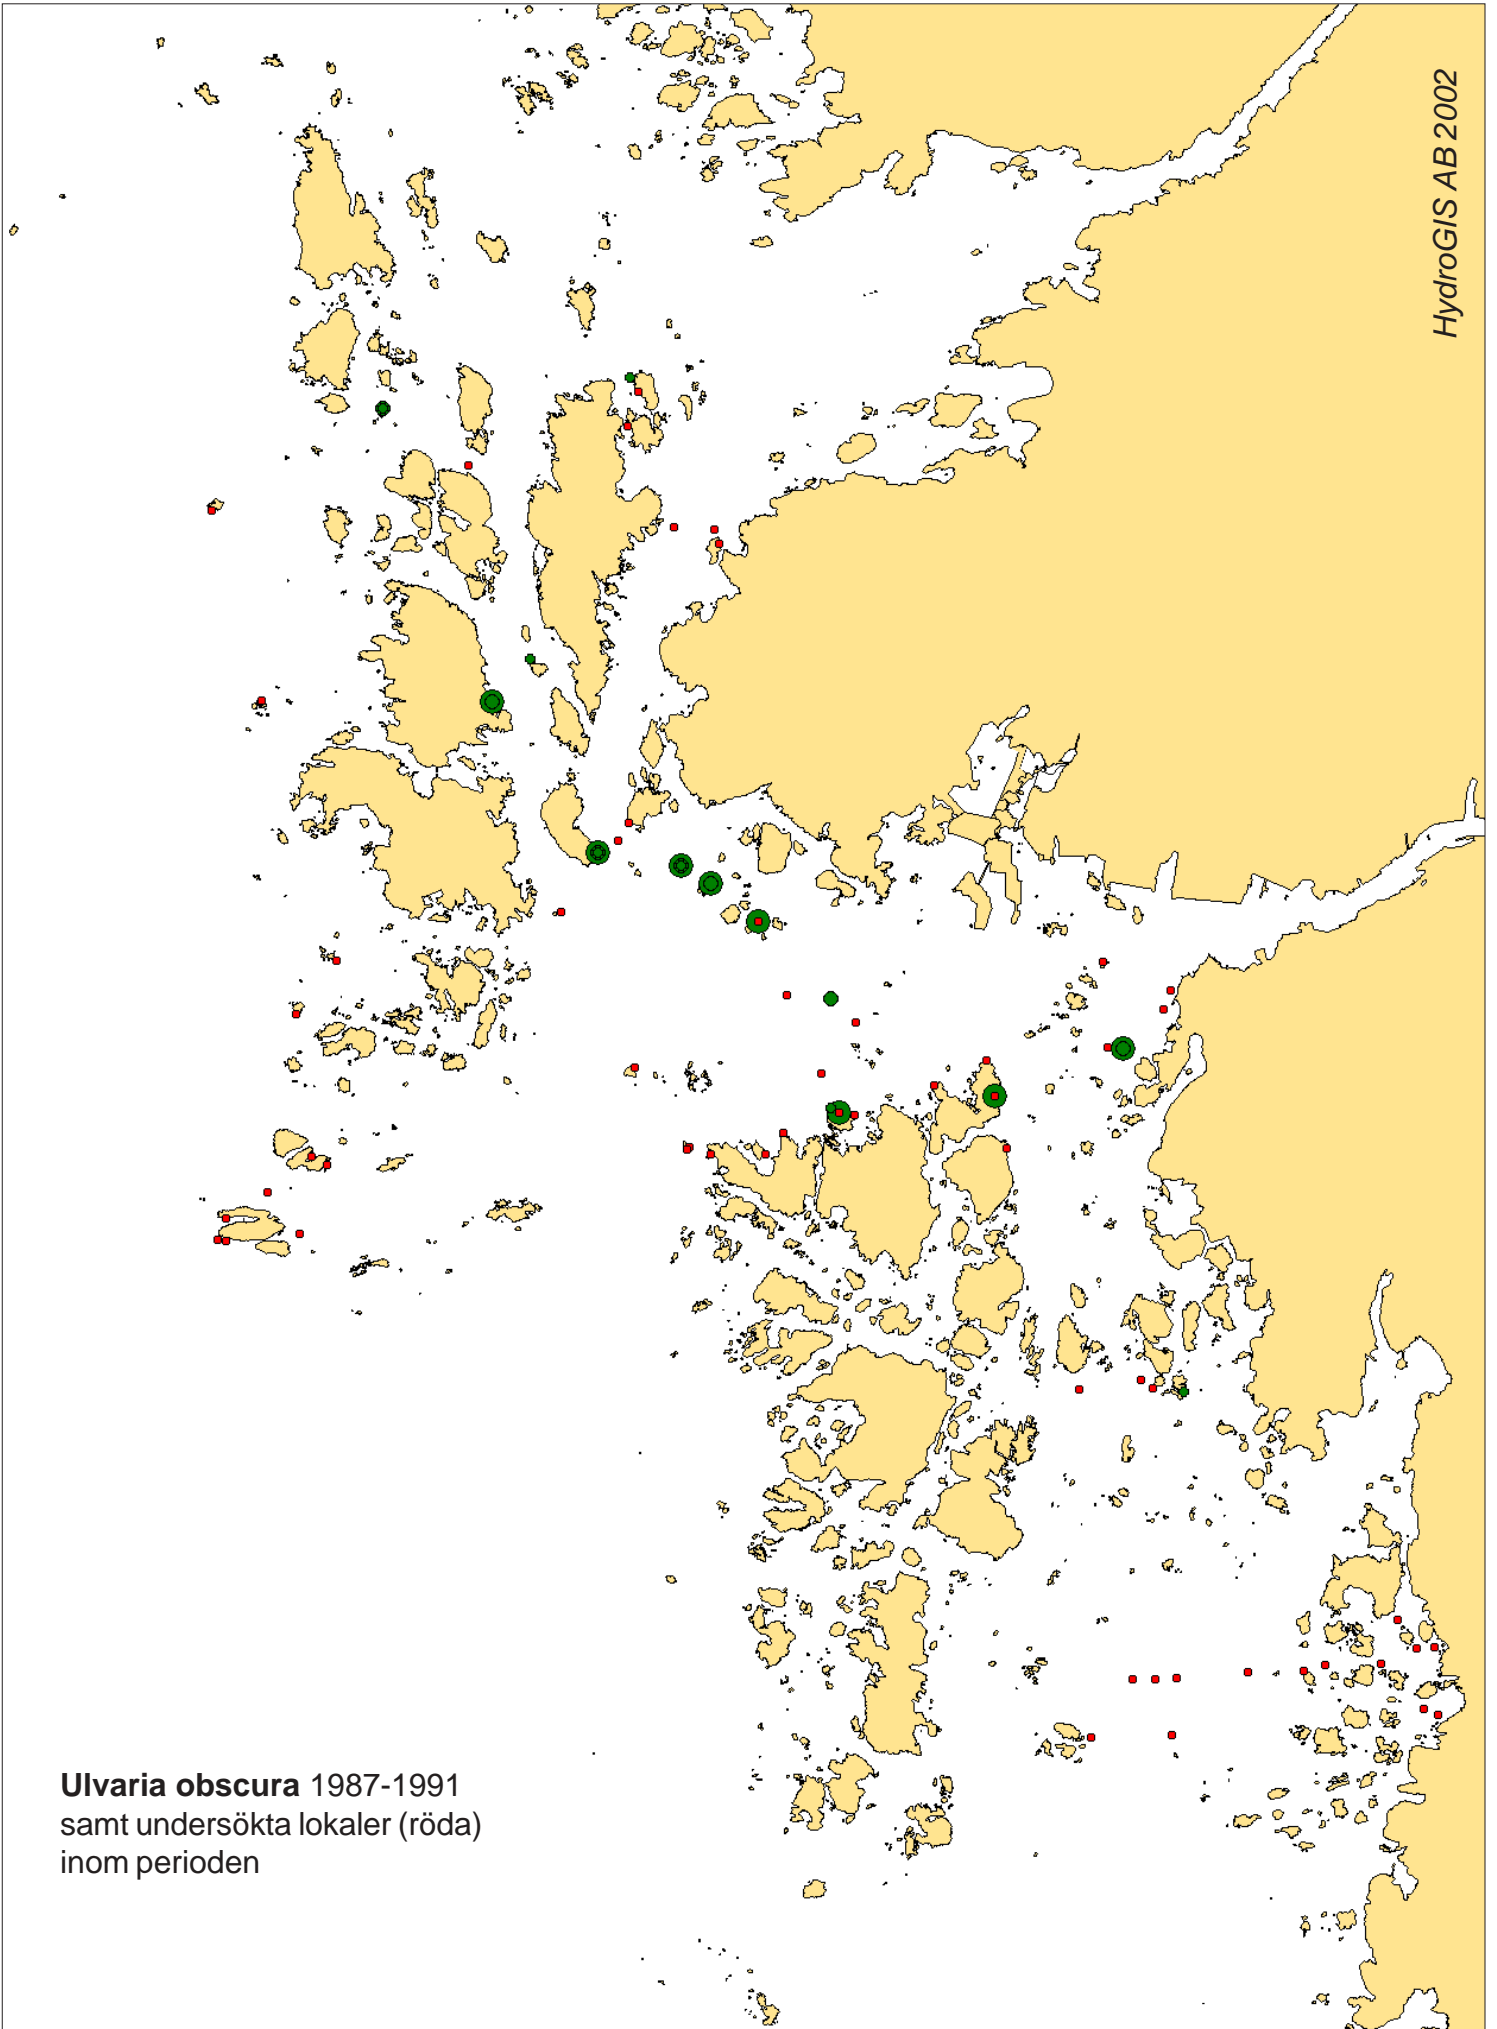 HydroGIS AB 2002
Ulvaria obscura 1987-1991
samt undersökta lokaler (röda)
inom perioden